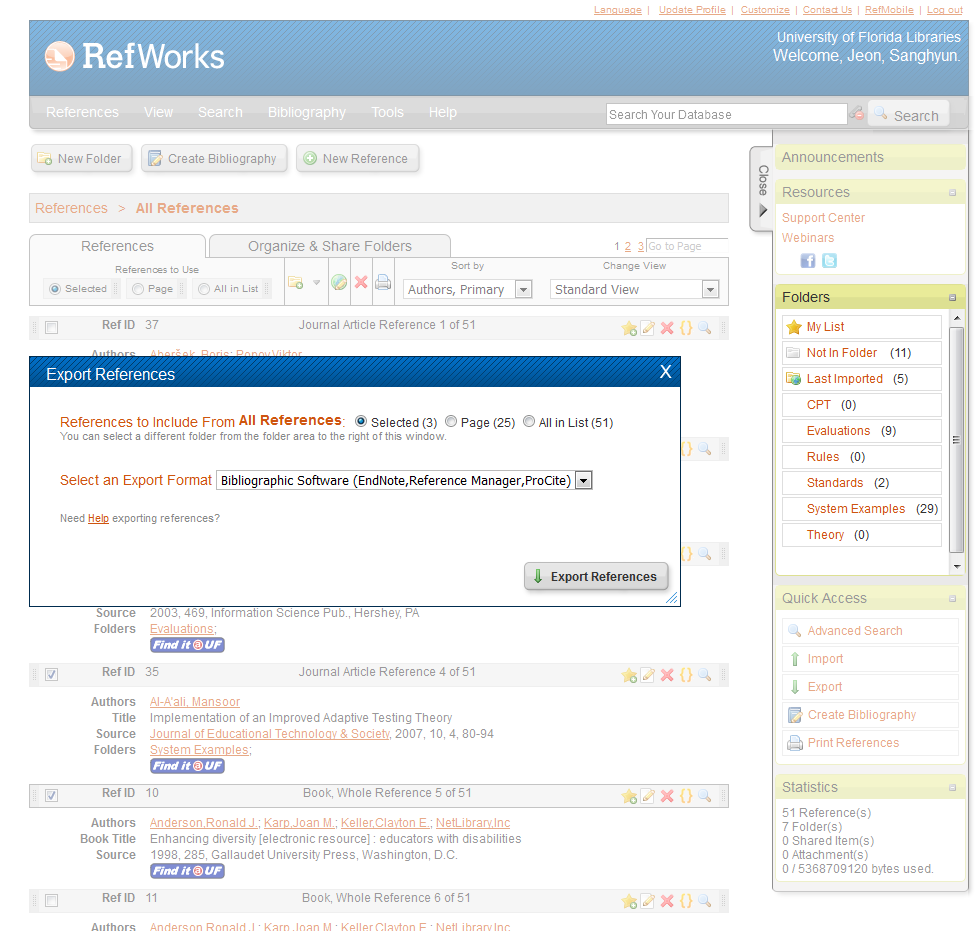 Language | Update Profile | Customize | Contact Us | RefMobile | Log out
RefWorks
University of Florida Libraries
Welcome, Jeon, Sanghyun.
References View Search Bibliography Tools Help
Search Your Database Search
New Folder Create Bibliography New Reference
References > All References
References Organize & Share Folders
1 2 3 Go to Page
References to Use
Selected Page All in List
Sort by
Authors, Primary
Change View
Standard View
Ref ID 37 Journal Article Reference 1 of 51
Authors Aberšek, Boris; Popov,Viktor
Export References X
References to Include From All References: Selected (3) Page (25) All in List (51)
You can select a different folder from the folder area to the right of this window.
Select an Export Format Bibliographic Software (EndNote,Reference Manager,ProCite)
Need Help exporting references?
Export References
Source 2003, 469, Information Science Pub., Hershey, PA
Folders Evaluations;
Find it @ UF
Ref ID 35 Journal Article Reference 4 of 51
Authors Al-A'ali, Mansoor
Title Implementation of an Improved Adaptive Testing Theory
Source Journal of Educational Technology & Society, 2007, 10, 4, 80-94
Folders System Examples;
Find it @ UF
Ref ID 10 Book, Whole Reference 5 of 51
Authors Anderson,Ronald J.; Karp,Joan M.; Keller,Clayton E.; NetLibrary,Inc
Book Title Enhancing diversity [electronic resource] : educators with disabilities
Source 1998, 285, Gallaudet University Press, Washington, D.C.
Find it @ UF
Ref ID 11 Book, Whole Reference 6 of 51
Authors Anderson,Ronald J.; Karp,Joan M.; Keller,Clayton E.; NetLibrary,Inc
Close
Announcements
Resources
Support Center
Webinars
Folders
My List
Not In Folder (11)
Last Imported (5)
CPT (0)
Evaluations (9)
Rules (0)
Standards (2)
System Examples (29)
Theory (0)
Quick Access
Advanced Search
Import
Export
Create Bibliography
Print References
Statistics
51 Reference(s)
7 Folder(s)
0 Shared Item(s)
0 Attachment(s)
0 / 5368709120 bytes used.